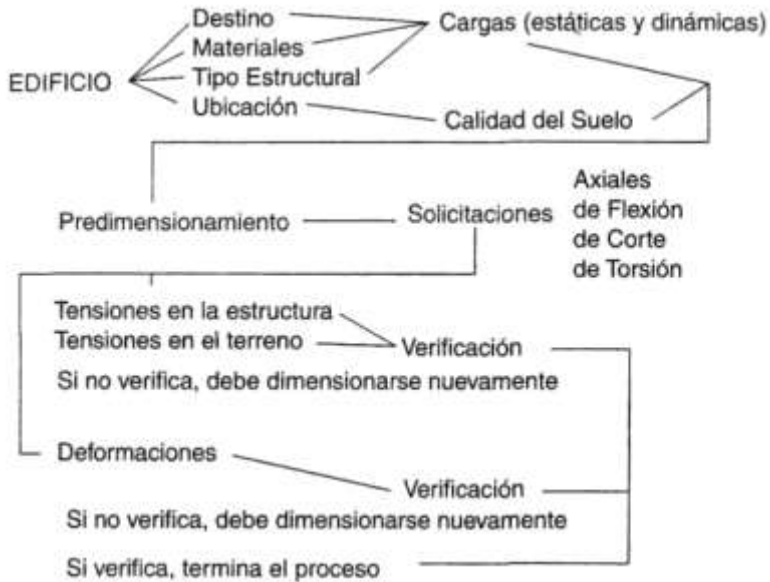 Destino
Cargas (estáticas y dinámicas)
Materiales
EDIFICIO
Tipo Estructural
Ubicación
Calidad del Suelo
Predimensionamiento
Solicitaciones
Axiales
de Flexión
de Corte
de Torsión
Tensiones en la estructura
Tensiones en el terreno
Verificación
Si no verifica, debe dimensionarse nuevamente
Deformaciones
Verificación
Si no verifica, debe dimensionarse nuevamente
Si verifica, termina el proceso